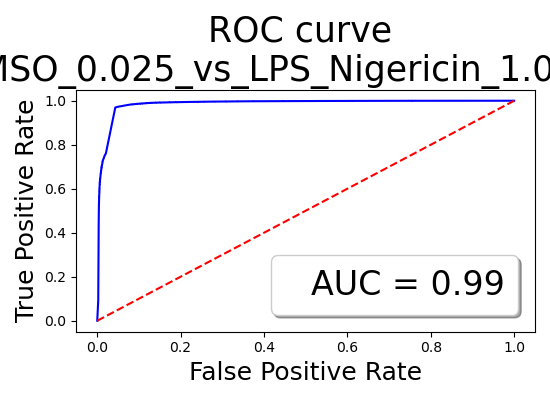 ROC curve
MSO_0.025_vs_LPS_Nigericin_1.0
True Positive Rate
1.0
0.8
0.6
0.4
0.2
0.0
AUC = 0.99
0.0 0.2 0.4 0.6 0.8 1.0
False Positive Rate